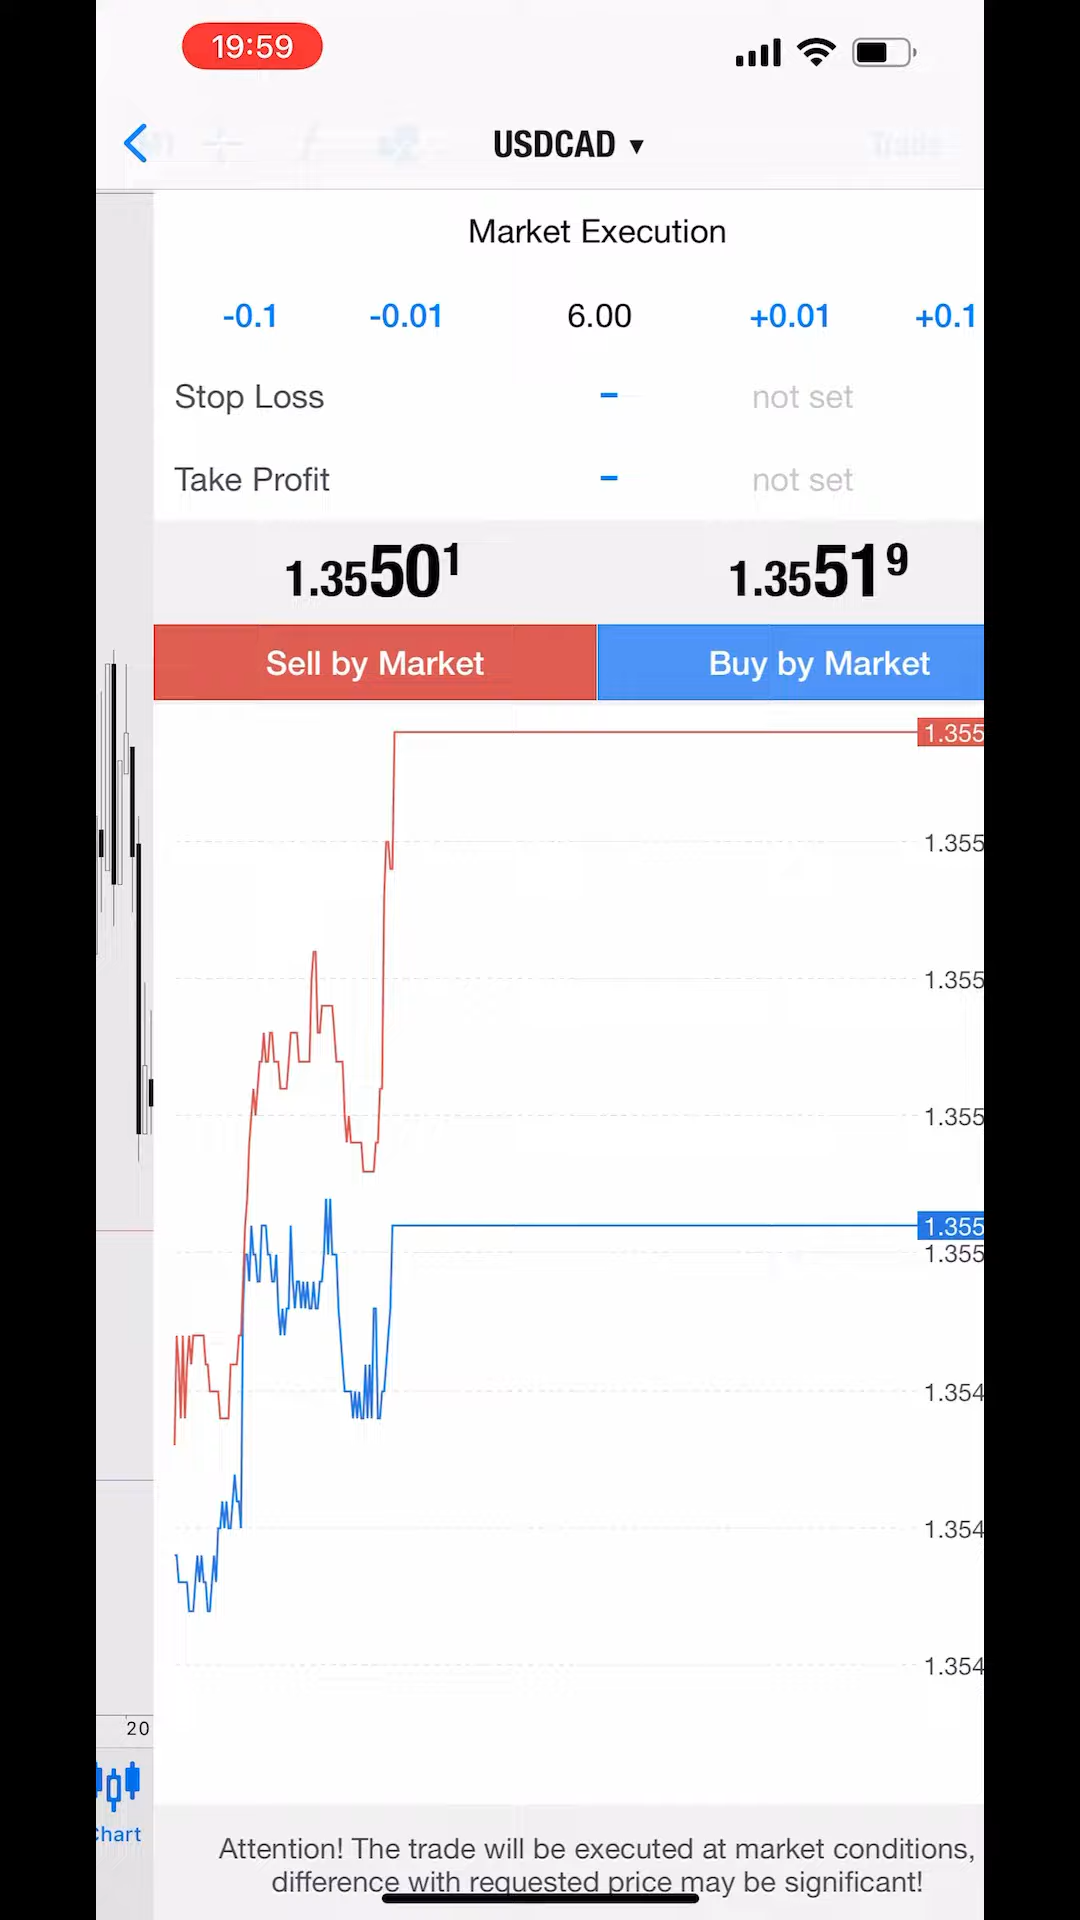 19:59
USDCAD ▼
Market Execution
-0.1 -0.01 6.00 +0.01 +0.1
Stop Loss - not set
Take Profit - not set
1.35501 1.35519
Sell by Market Buy by Market
1.355
1.355
1.355
1.355
1.355
1.355
1.354
1.354
1.354
20
Chart
Attention! The trade will be executed at market conditions,
difference with requested price may be significant!